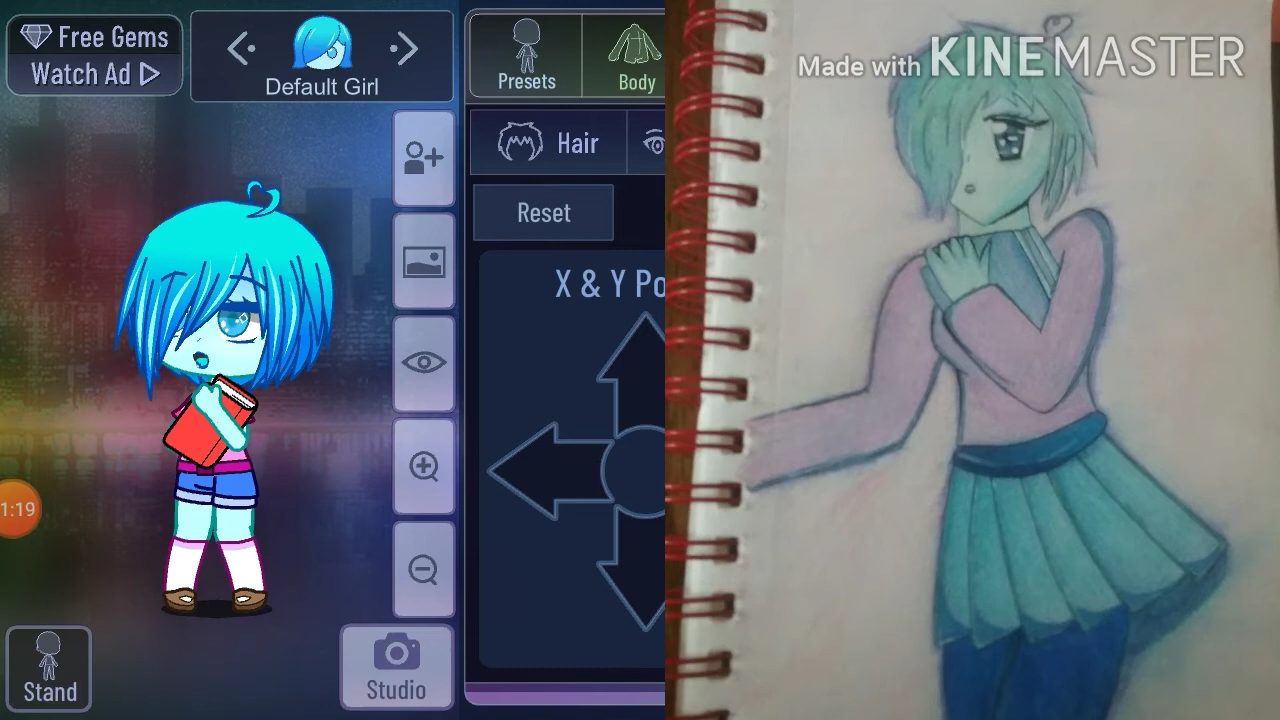 Free Gems
Watch Ad
Default Girl
Presets
Body
Hair
Reset
X & Y Po
1:19
Stand
Studio
Made with KINEMASTER